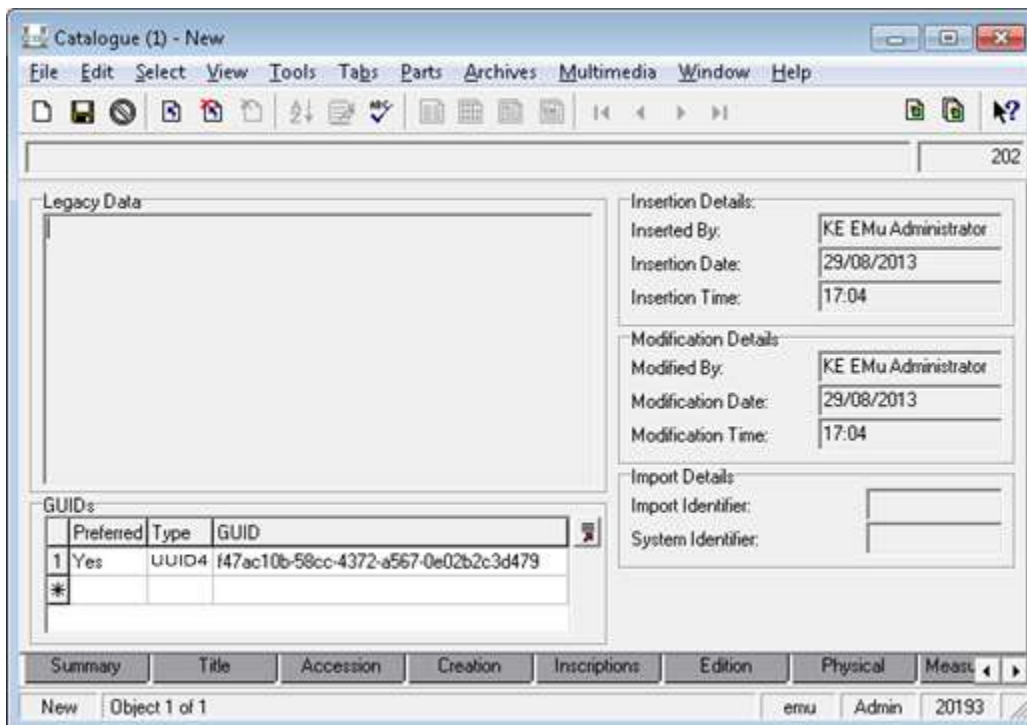 Catalogue (1) - New
File Edit Select View Tools Tabs Parts Archives Multimedia Window Help
202
Legacy Data
Insertion Details:
Inserted By: KE EMu Administrator
Insertion Date: 29/08/2013
Insertion Time: 17:04
Modification Details
Modified By: KE EMu Administrator
Modification Date: 29/08/2013
Modification Time: 17:04
Import Details
Import Identifier:
System Identifier:
GUIDs
Preferred Type GUID
1 Yes UUID4 f47ac10b-58cc-4372-a567-0e02b2c3d479
Summary Title Accession Creation Inscriptions Edition Physical Measu
New Object 1 of 1 emu Admin 20193